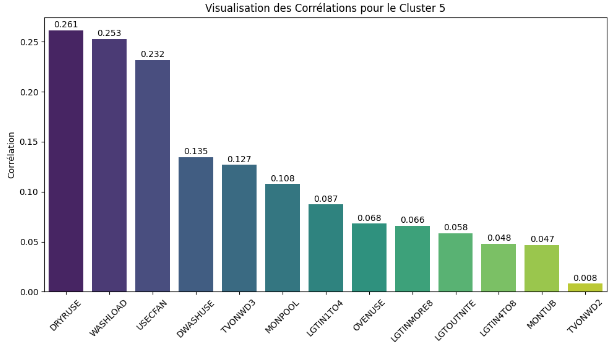 Visualisation des Corrélations pour le Cluster 5
Corrélation
0.25
0.20
0.15
0.10
0.05
0.00
0.261
0.253
0.232
0.135
0.127
0.108
0.087
0.068
0.066
0.058
0.048
0.047
0.008
DRYRUSE
WASHLOAD
USECFAN
DWASHUSE
TVONWD3
MONPOOL
LGTIN1TO4
OVENUSE
LGTINMORE8
LGTOUTNITE
LGTIN4TO8
MONTUB
TVONWD2